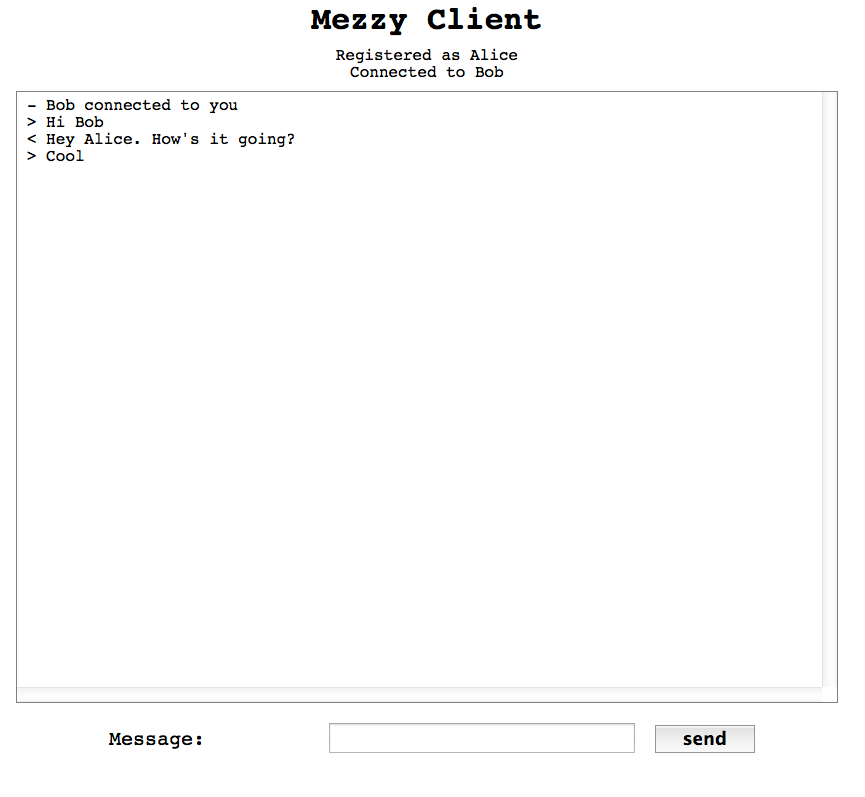 Mezzy Client
Registered as Alice
Connected to Bob
- Bob connected to you
> Hi Bob
< Hey Alice. How's it going?
> Cool
Message:
send